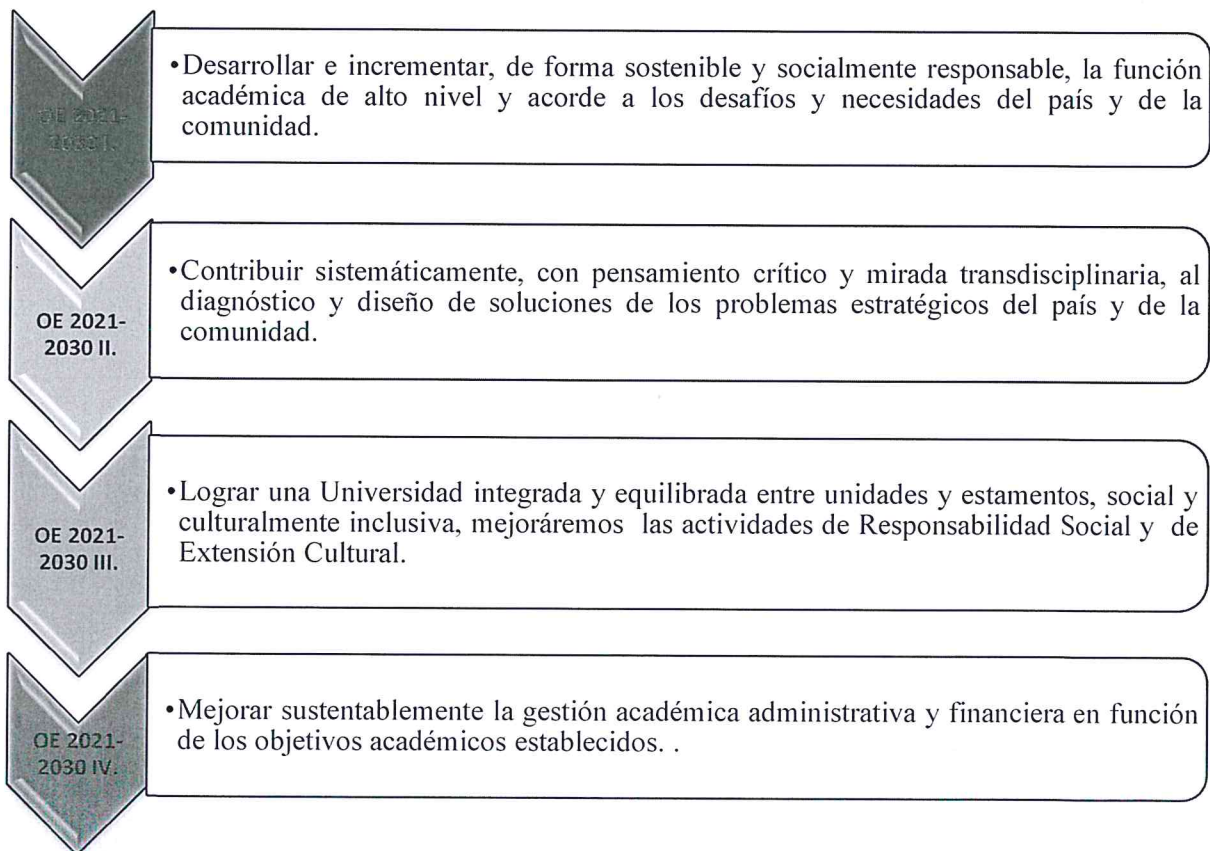 OE 2021-
2030 I.
•Desarrollar e incrementar, de forma sostenible y socialmente responsable, la función
académica de alto nivel y acorde a los desafíos y necesidades del país y de la
comunidad.
OE 2021-
2030 II.
•Contribuir sistemáticamente, con pensamiento crítico y mirada transdisciplinaria, al
diagnóstico y diseño de soluciones de los problemas estratégicos del país y de la
comunidad.
OE 2021-
2030 III.
•Lograr una Universidad integrada y equilibrada entre unidades y estamentos, social y
culturalmente inclusiva, mejoráremos las actividades de Responsabilidad Social y de
Extensión Cultural.
OE 2021-
2030 IV.
•Mejorar sustentablemente la gestión académica administrativa y financiera en función
de los objetivos académicos establecidos. .